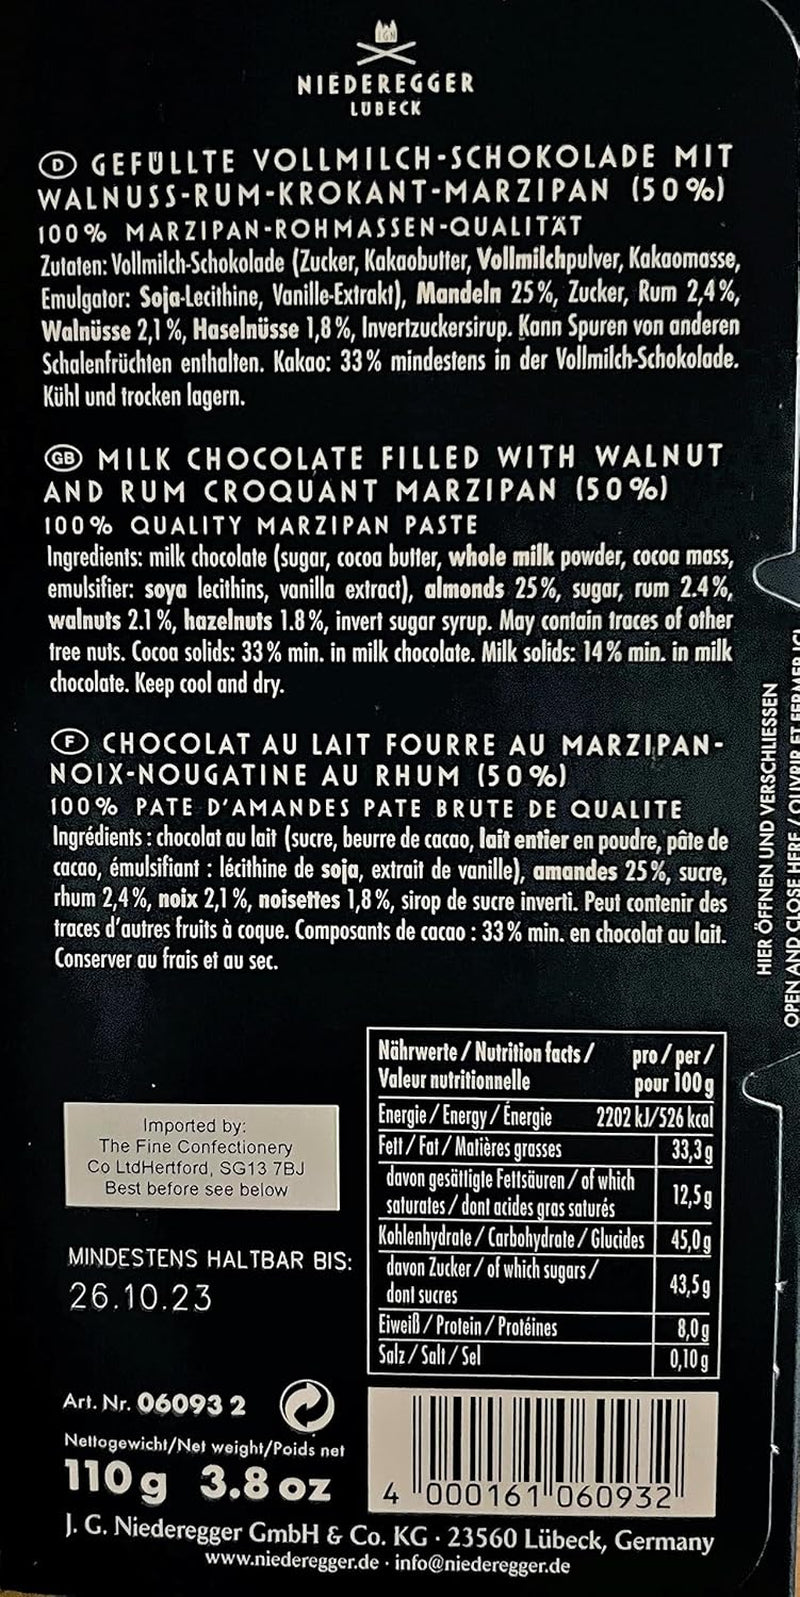 IGN
NIEDEREGGER
LÜBECK
D GEFÜLLTE VOLLMILCH-SCHOKOLADE MIT
WALNUSS-RUM-KROKANT-MARZIPAN (50%)
100% MARZIPAN-ROHMASSEN-QUALITÄT
Zutaten: Vollmilch-Schokolade (Zucker, Kakaobutter, Vollmilchpulver, Kakaomasse,
Emulgator: Soja-Lecithine, Vanille-Extrakt), Mandeln 25%, Zucker, Rum 2,4%,
Walnüsse 2,1%, Haselnüsse 1,8%, Invertzuckersirup. Kann Spuren von anderen
Schalenfrüchten enthalten. Kakao: 33% mindestens in der Vollmilch-Schokolade.
Kühl und trocken lagern.
GB MILK CHOCOLATE FILLED WITH WALNUT
AND RUM CROQUANT MARZIPAN (50%)
100% QUALITY MARZIPAN PASTE
Ingredients: milk chocolate (sugar, cocoa butter, whole milk powder, cocoa mass,
emulsifier: soya lecithins, vanilla extract), almonds 25%, sugar, rum 2.4%,
walnuts 2.1%, hazelnuts 1.8%, invert sugar syrup. May contain traces of other
tree nuts. Cocoa solids: 33% min. in milk chocolate. Milk solids: 14% min. in milk
chocolate. Keep cool and dry.
F CHOCOLAT AU LAIT FOURRE AU MARZIPAN-
NOIX-NOUGATINE AU RHUM (50%)
100% PATE D'AMANDES PATE BRUTE DE QUALITE
Ingrédients : chocolat au lait (sucre, beurre de cacao, lait entier en poudre, pâte de
cacao, émulsifiant : lécithine de soja, extrait de vanille), amandes 25%, sucre,
rhum 2,4%, noix 2,1%, noisettes 1,8%, sirop de sucre inverti. Peut contenir des
traces d'autres fruits à coque. Composants de cacao : 33% min. en chocolat au lait.
Conserver au frais et au sec.
HIER ÖFFNEN UND VERSCHLIESSEN
OPEN AND CLOSE HERE / OUVRIR ET FERMER ICI
Nährwerte / Nutrition facts / pro / per /
Valeur nutritionnelle pour 100 g
Energie / Energy / Énergie 2202 kJ/526 kcal
Fett / Fat / Matières grasses 33,3 g
davon gesättigte Fettsäuren / of which
saturates / dont acides gras saturés 12,5 g
Kohlenhydrate / Carbohydrate / Glucides 45,0 g
davon Zucker / of which sugars /
dont sucres 43,5 g
Eiweiß / Protein / Protéines 8,0 g
Salz / Salt / Sel 0,10 g
Imported by:
The Fine Confectionery
Co LtdHertford, SG13 7BJ
Best before see below
MINDESTENS HALTBAR BIS:
26.10.23
Art. Nr. 06093 2
Nettogewicht/Net weight/Poids net
110 g 3.8 oz
4 000161 060932
J. G. Niederegger GmbH & Co. KG · 23560 Lübeck, Germany
www.niederegger.de · info@niederegger.de